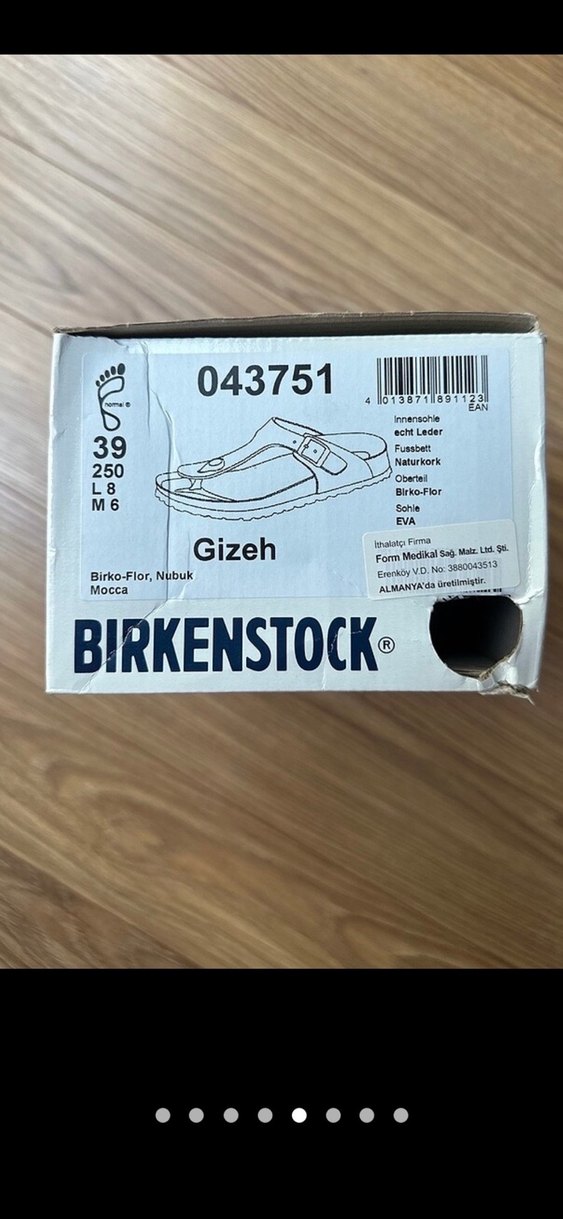 normal ®
39
250
L 8
M 6
043751
4 013871 891123
EAN
Innensohle
echt Leder
Fussbett
Naturkork
Oberteil
Birko-Flor
Sohle
EVA
Gizeh
Birko-Flor, Nubuk
Mocca
İthalatçı Firma
Form Medikal Sağ. Malz. Ltd. Şti.
Erenköy V.D. No: 3880043513
ALMANYA'da üretilmiştir.
BIRKENSTOCK®